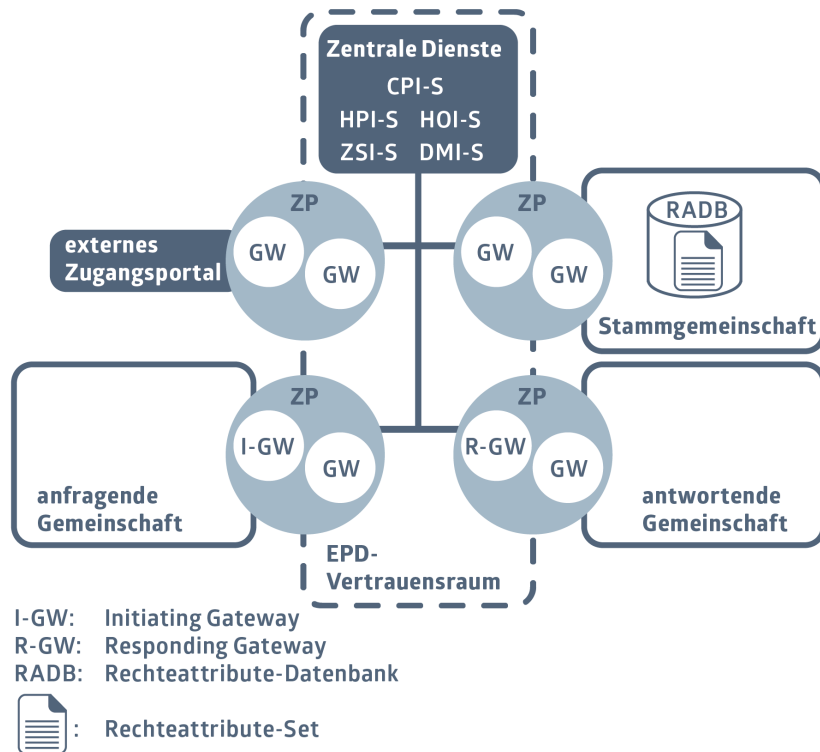 Zentrale Dienste
CPI-S
HPI-S HOI-S
ZSI-S DMI-S
ZP
GW
GW
ZP
GW
GW
externes
Zugangsportal
RADB
Stammgemeinschaft
ZP
I-GW
GW
ZP
R-GW
GW
anfragende
Gemeinschaft
antwortende
Gemeinschaft
EPD-
Vertrauensraum
I-GW: Initiating Gateway
R-GW: Responding Gateway
RADB: Rechteattribute-Datenbank
: Rechteattribute-Set